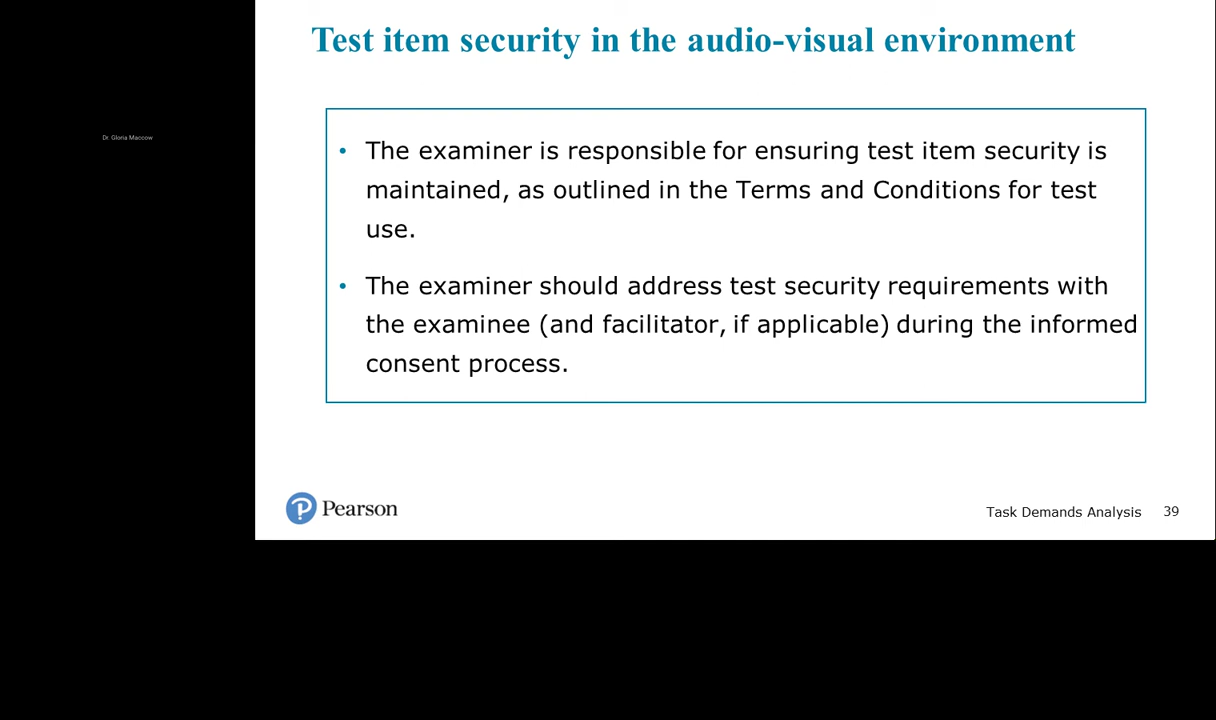 Test item security in the audio-visual environment
Dr. Gloria Maccow
• The examiner is responsible for ensuring test item security is
maintained, as outlined in the Terms and Conditions for test
use.
• The examiner should address test security requirements with
the examinee (and facilitator, if applicable) during the informed
consent process.
Pearson
Task Demands Analysis 39